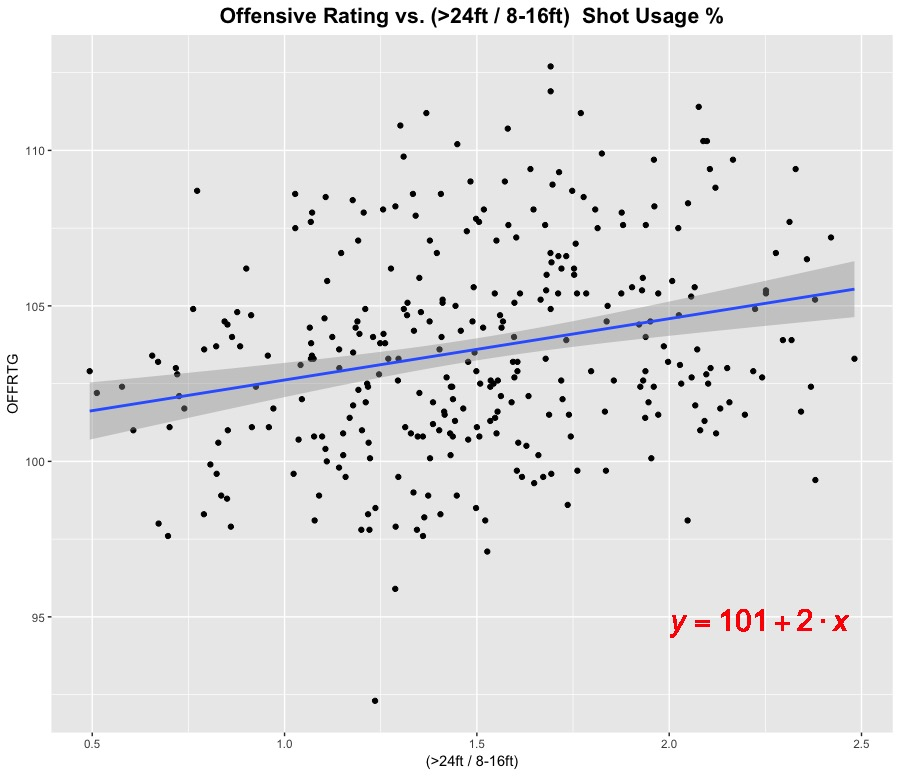 Offensive Rating vs. (>24ft / 8-16ft)  Shot Usage %
OFFRTG
110
105
100
95
y = 101 + 2 · x
0.5 1.0 1.5 2.0 2.5
(>24ft / 8-16ft)